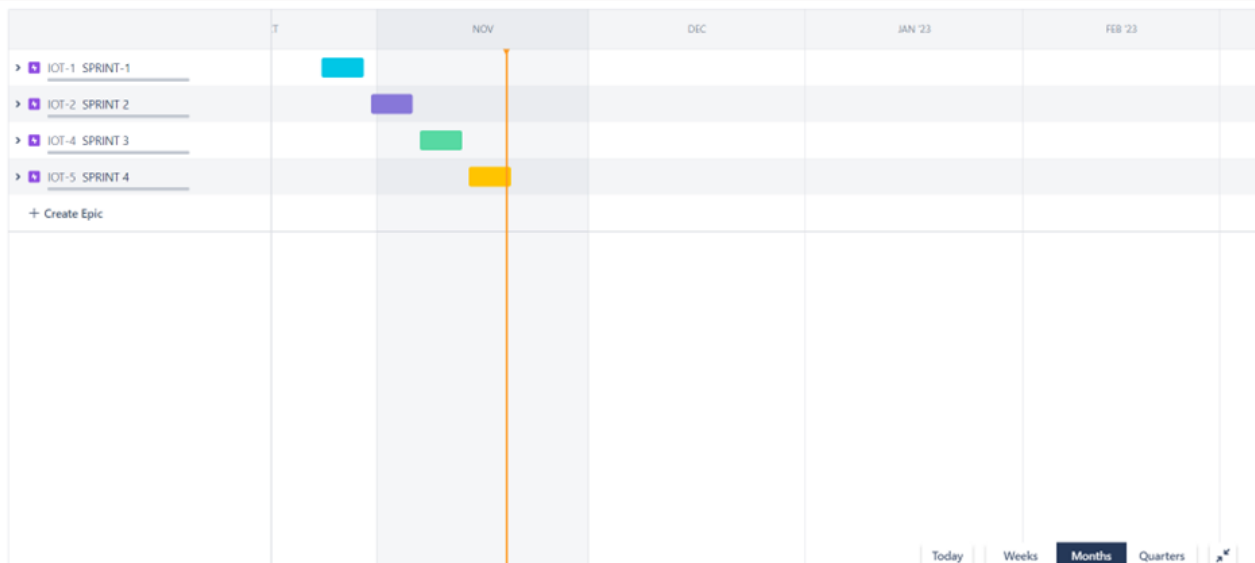 T NOV DEC JAN '23 FEB '23
IOT-1 SPRINT-1
IOT-2 SPRINT 2
IOT-4 SPRINT 3
IOT-5 SPRINT 4
+ Create Epic
Today Weeks Months Quarters